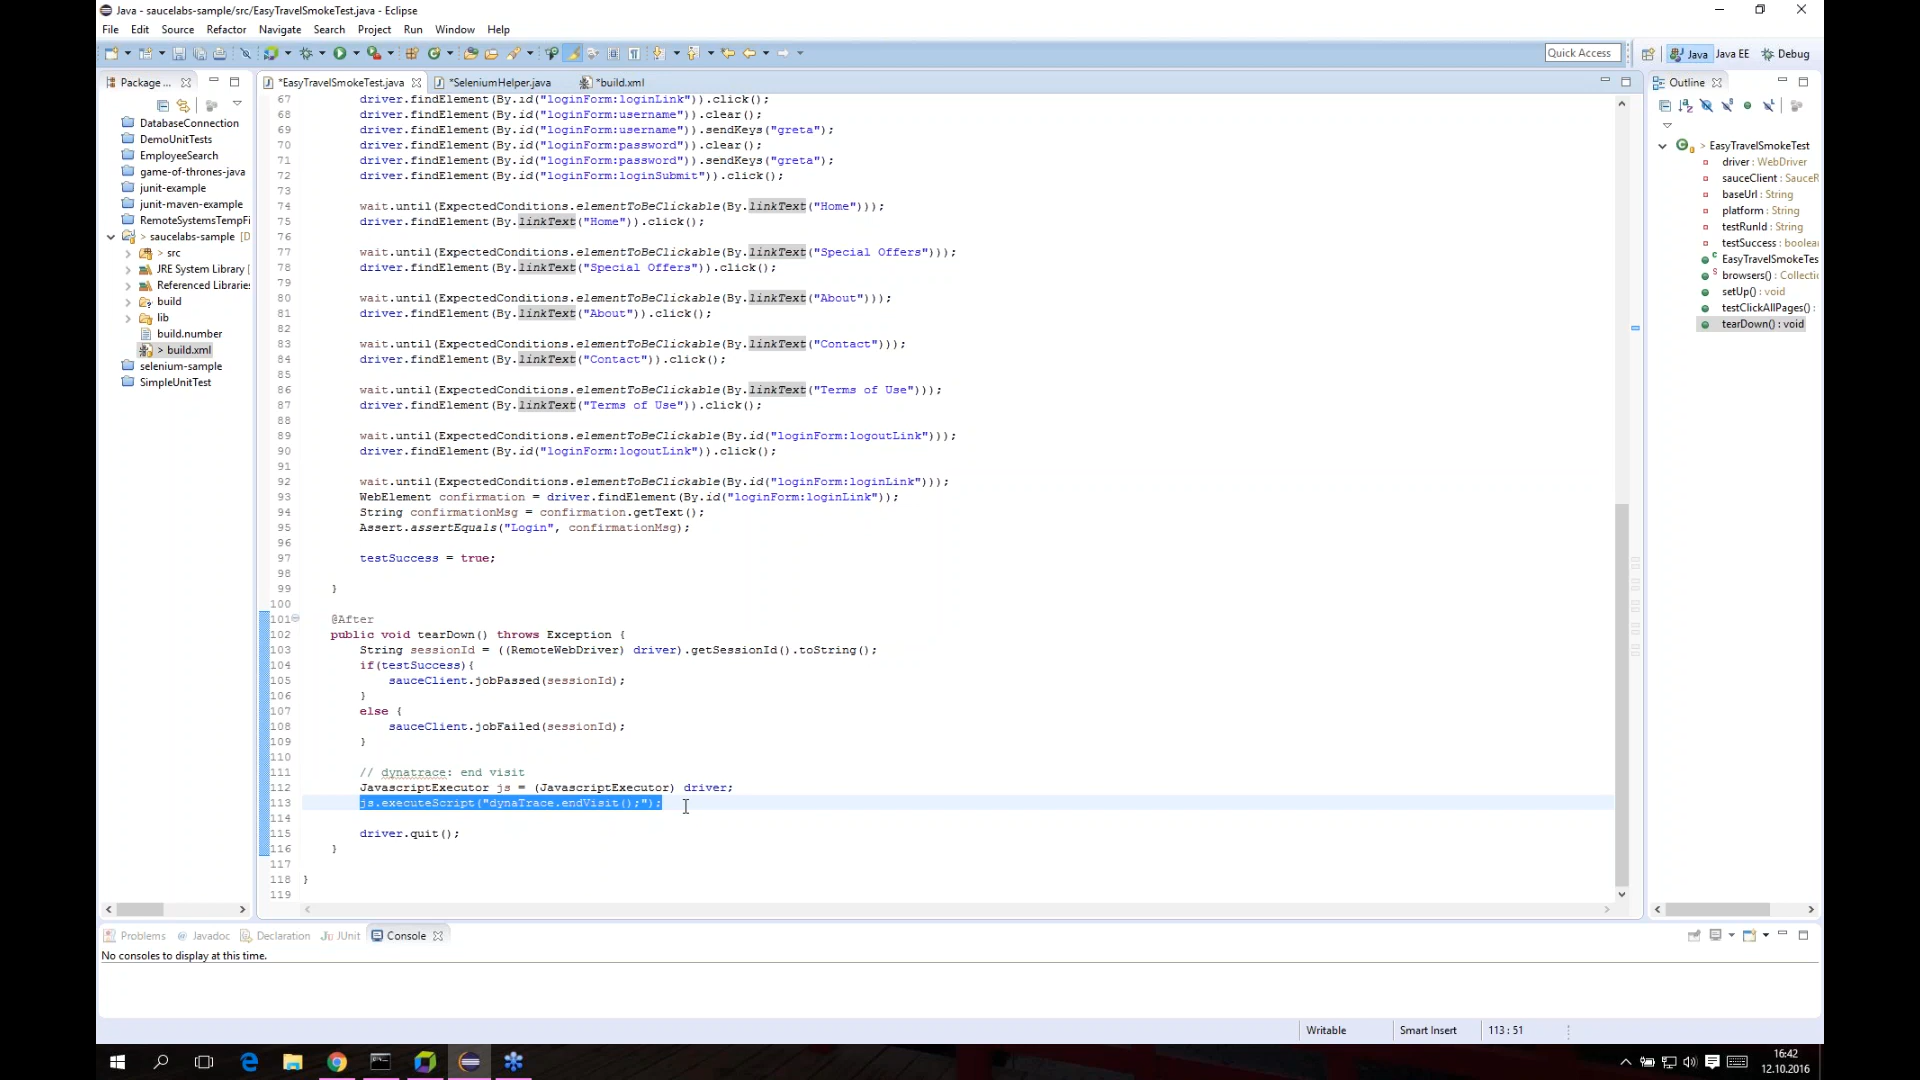 Java - saucelabs-sample/src/EasyTravelSmokeTest.java - Eclipse
File Edit Source Refactor Navigate Search Project Run Window Help
Quick Access
Java Java EE Debug
Package ...
*EasyTravelSmokeTest.java *SeleniumHelper.java *build.xml
Outline
DatabaseConnection
DemoUnitTests
EmployeeSearch
game-of-thrones-java
junit-example
junit-maven-example
RemoteSystemsTempFi
> saucelabs-sample [D
> src
JRE System Library [
Referenced Libraries
build
lib
build.number
> build.xml
selenium-sample
SimpleUnitTest
67 driver.findElement(By.id("loginForm:loginLink")).click();
68 driver.findElement(By.id("loginForm:username")).clear();
69 driver.findElement(By.id("loginForm:username")).sendKeys("greta");
70 driver.findElement(By.id("loginForm:password")).clear();
71 driver.findElement(By.id("loginForm:password")).sendKeys("greta");
72 driver.findElement(By.id("loginForm:loginSubmit")).click();
73
74 wait.until(ExpectedConditions.elementToBeClickable(By.linkText("Home")));
75 driver.findElement(By.linkText("Home")).click();
76
77 wait.until(ExpectedConditions.elementToBeClickable(By.linkText("Special Offers")));
78 driver.findElement(By.linkText("Special Offers")).click();
79
80 wait.until(ExpectedConditions.elementToBeClickable(By.linkText("About")));
81 driver.findElement(By.linkText("About")).click();
82
83 wait.until(ExpectedConditions.elementToBeClickable(By.linkText("Contact")));
84 driver.findElement(By.linkText("Contact")).click();
85
86 wait.until(ExpectedConditions.elementToBeClickable(By.linkText("Terms of Use")));
87 driver.findElement(By.linkText("Terms of Use")).click();
88
89 wait.until(ExpectedConditions.elementToBeClickable(By.id("loginForm:logoutLink")));
90 driver.findElement(By.id("loginForm:logoutLink")).click();
91
92 wait.until(ExpectedConditions.elementToBeClickable(By.id("loginForm:loginLink")));
93 WebElement confirmation = driver.findElement(By.id("loginForm:loginLink"));
94 String confirmationMsg = confirmation.getText();
95 Assert.assertEquals("Login", confirmationMsg);
96
97 testSuccess = true;
98
99 }
100
101 @After
102 public void tearDown() throws Exception {
103 String sessionId = ((RemoteWebDriver) driver).getSessionId().toString();
104 if(testSuccess){
105 sauceClient.jobPassed(sessionId);
106 }
107 else {
108 sauceClient.jobFailed(sessionId);
109 }
110
111 // dynatrace: end visit
112 JavascriptExecutor js = (JavascriptExecutor) driver;
113 js.executeScript("dynaTrace.endVisit();");
114
115 driver.quit();
116 }
117
118 }
119
> EasyTravelSmokeTest
driver : WebDriver
sauceClient : SauceR
baseUrl : String
platform : String
testRunId : String
testSuccess : boolea
EasyTravelSmokeTes
browsers() : Collectic
setUp() : void
testClickAllPages() :
tearDown() : void
Problems @ Javadoc Declaration Ju JUnit Console
No consoles to display at this time.
Writable Smart Insert 113 : 51
16:42
12.10.2016